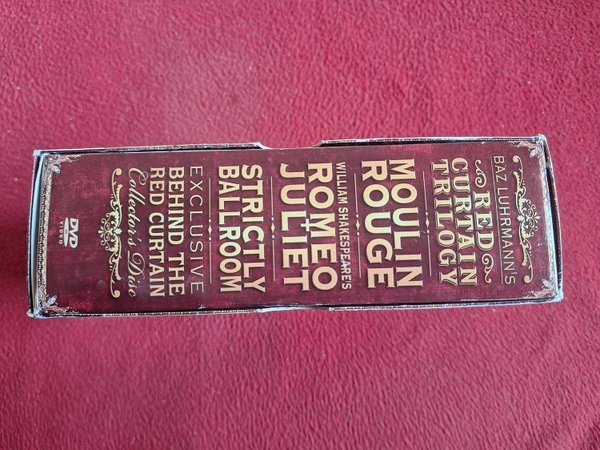 BAZ LUHRMANN'S
RED
CURTAIN
TRILOGY
MOULIN
ROUGE
WILLIAM SHAKESPEARE'S
ROMEO
JULIET
STRICTLY
BALLROOM
EXCLUSIVE
BEHIND THE
RED CURTAIN
Collector's Disc
DVD
VIDEO